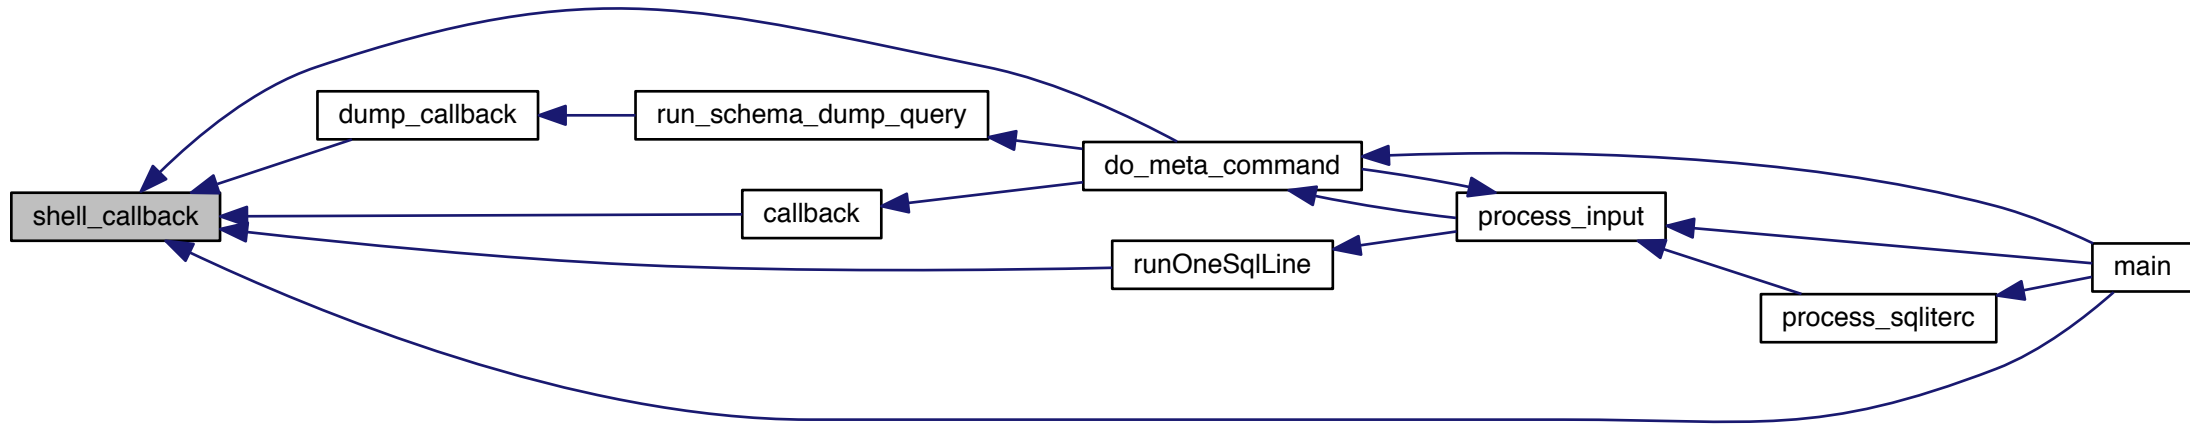 shell_callback
dump_callback
run_schema_dump_query
callback
runOneSqlLine
do_meta_command
process_input
process_sqliterc
main